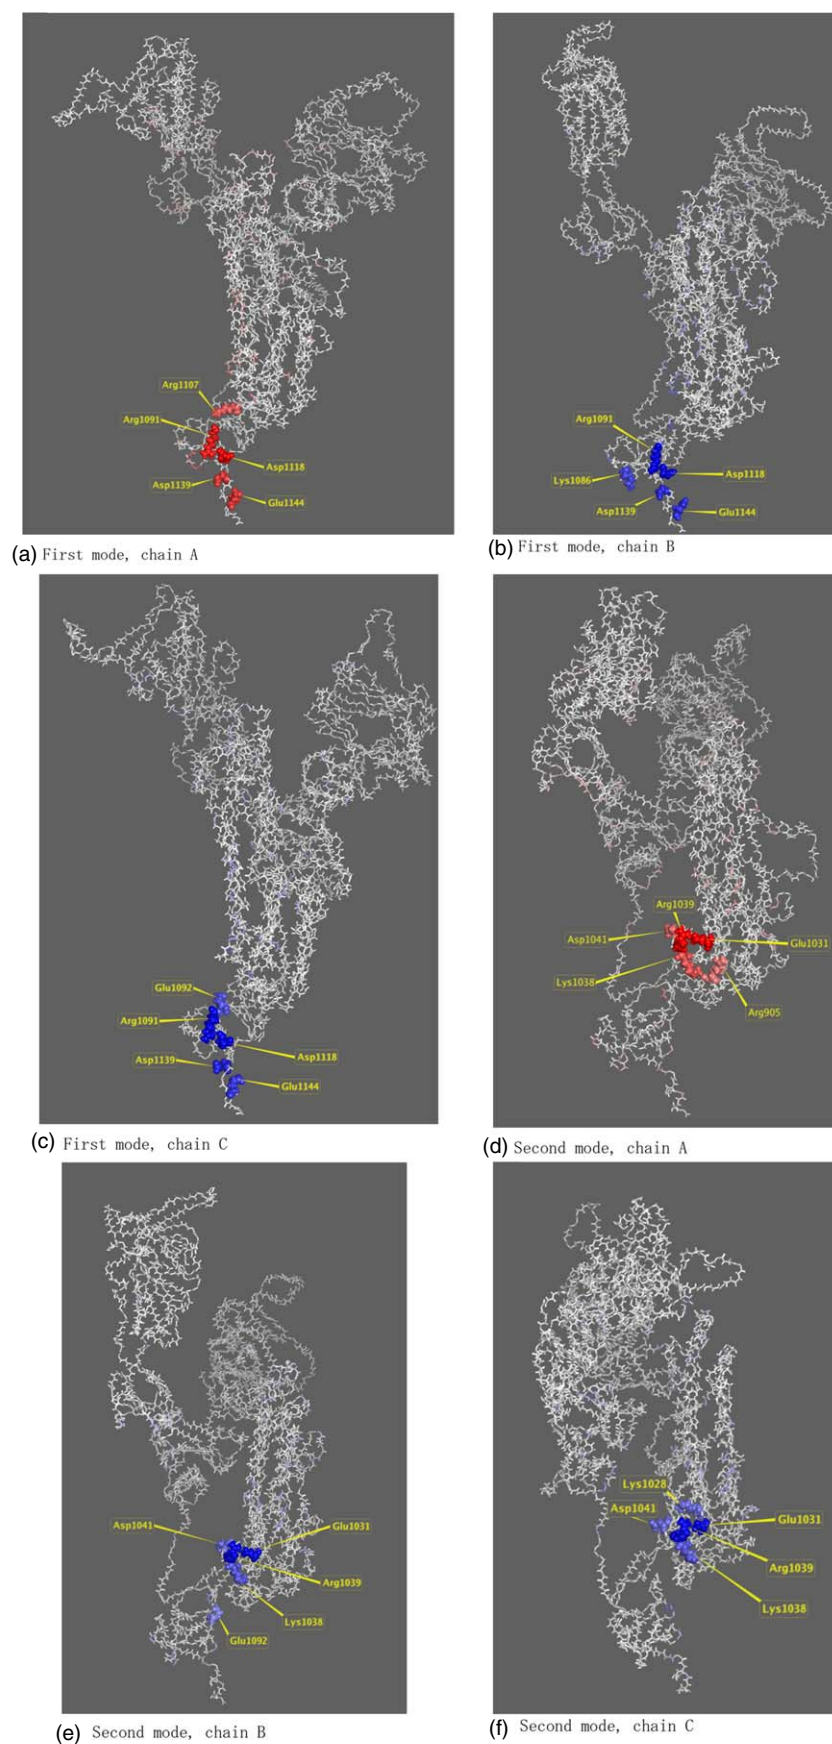 Arg1107
Arg1091
Asp1118
Asp1139
Glu1144
(a) First mode, chain A
Arg1091
Lys1086
Asp1118
Asp1139
Glu1144
(b) First mode, chain B
Glu1092
Arg1091
Asp1139
Asp1118
Glu1144
(c) First mode, chain C
Arg1039
Asp1041
Glu1031
Lys1038
Arg905
(d) Second mode, chain A
Asp1041
Glu1031
Arg1039
Lys1038
Glu1092
(e) Second mode, chain B
Lys1028
Asp1041
Glu1031
Arg1039
Lys1038
(f) Second mode, chain C